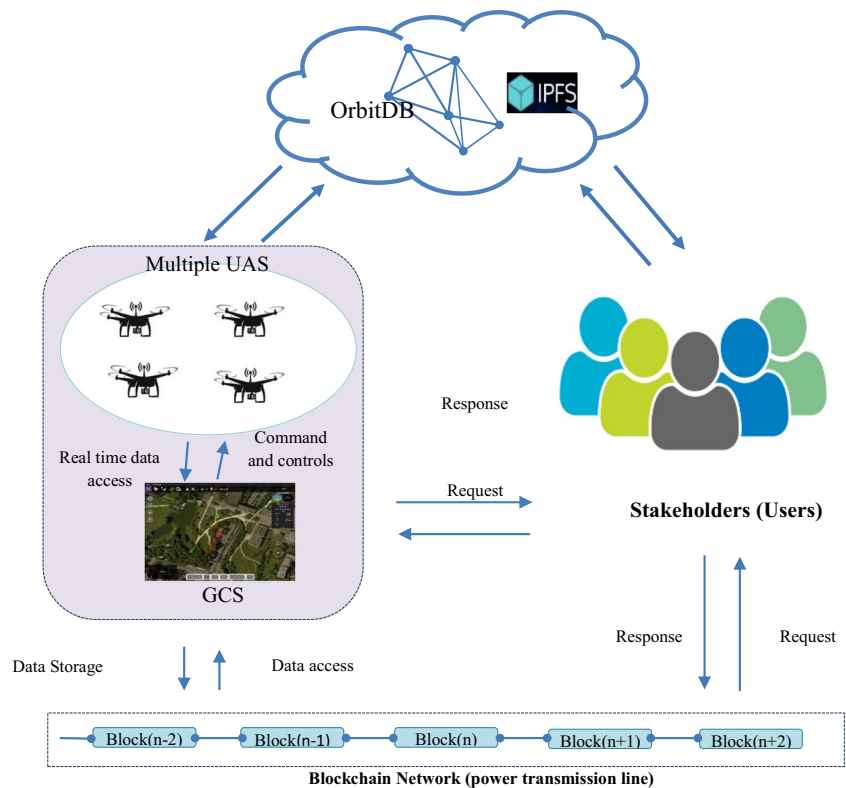 OrbitDB
IPFS
Multiple UAS
Real time data
access
Command
and controls
GCS
Response
Request
Stakeholders (Users)
Data Storage
Data access
Response
Request
Block(n-2)
Block(n-1)
Block(n)
Block(n+1)
Block(n+2)
Blockchain Network (power transmission line)